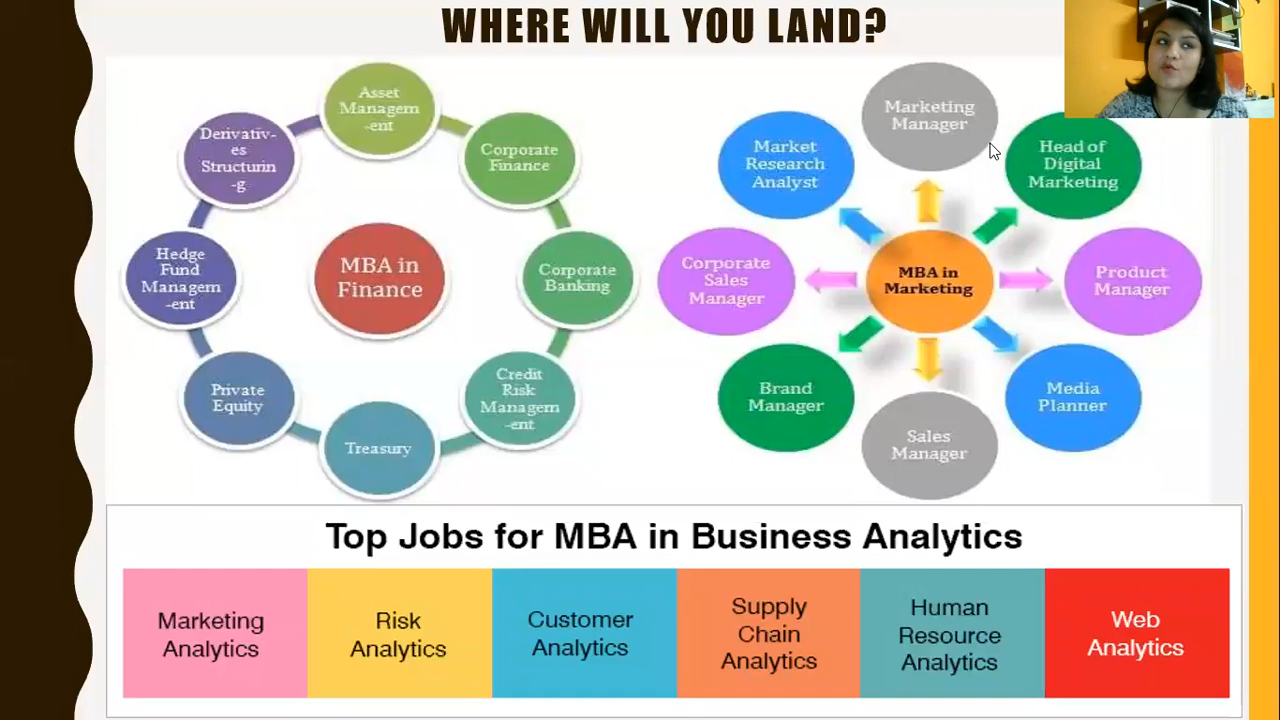 WHERE WILL YOU LAND?
Asset
Managem
-ent
Corporate
Finance
Corporate
Banking
Credit
Risk
Managem
-ent
Treasury
Private
Equity
Hedge
Fund
Managem
-ent
Derivativ-
es
Structurin
-g
MBA in
Finance
Marketing
Manager
Head of
Digital
Marketing
Product
Manager
Media
Planner
Sales
Manager
Brand
Manager
Corporate
Sales
Manager
Market
Research
Analyst
MBA in
Marketing
Top Jobs for MBA in Business Analytics
Marketing
Analytics
Risk
Analytics
Customer
Analytics
Supply
Chain
Analytics
Human
Resource
Analytics
Web
Analytics